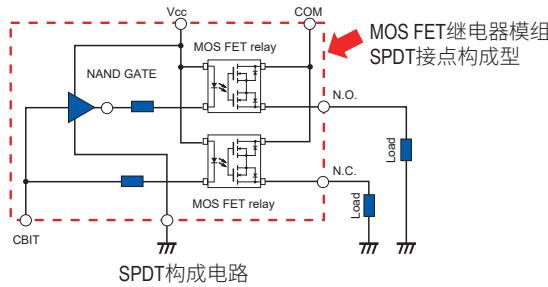 Vcc
COM
MOS FET继电器模组
SPDT接点构成型
MOS FET relay
NAND GATE
N.O.
Load
N.C.
Load
MOS FET relay
CBIT
SPDT构成电路